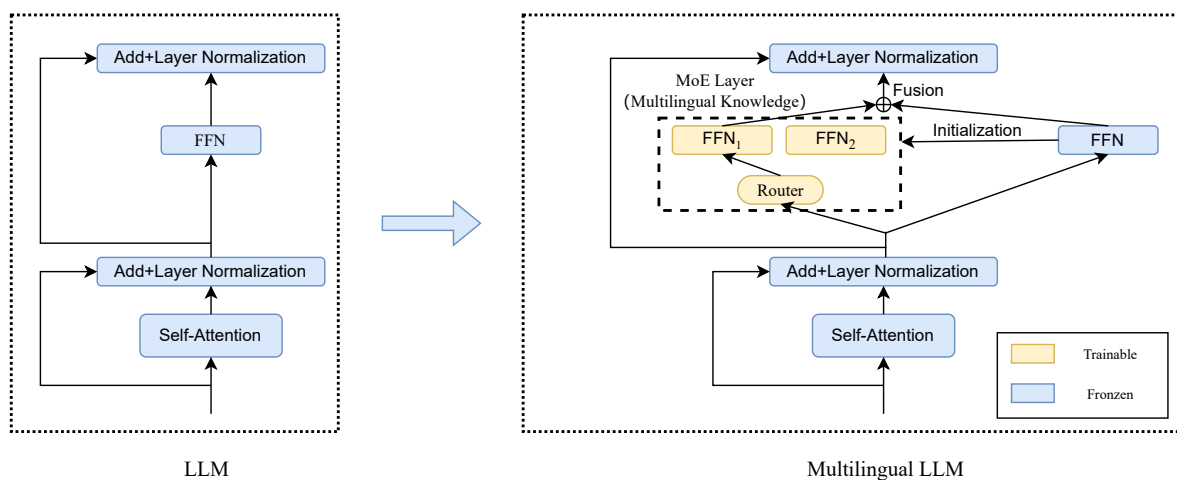 Add+Layer Normalization
FFN
Add+Layer Normalization
Self-Attention
LLM
Add+Layer Normalization
MoE Layer
(Multilingual Knowledge)
Fusion
FFN₁
FFN₂
Initialization
FFN
Router
Add+Layer Normalization
Self-Attention
Trainable
Fronzen
Multilingual LLM